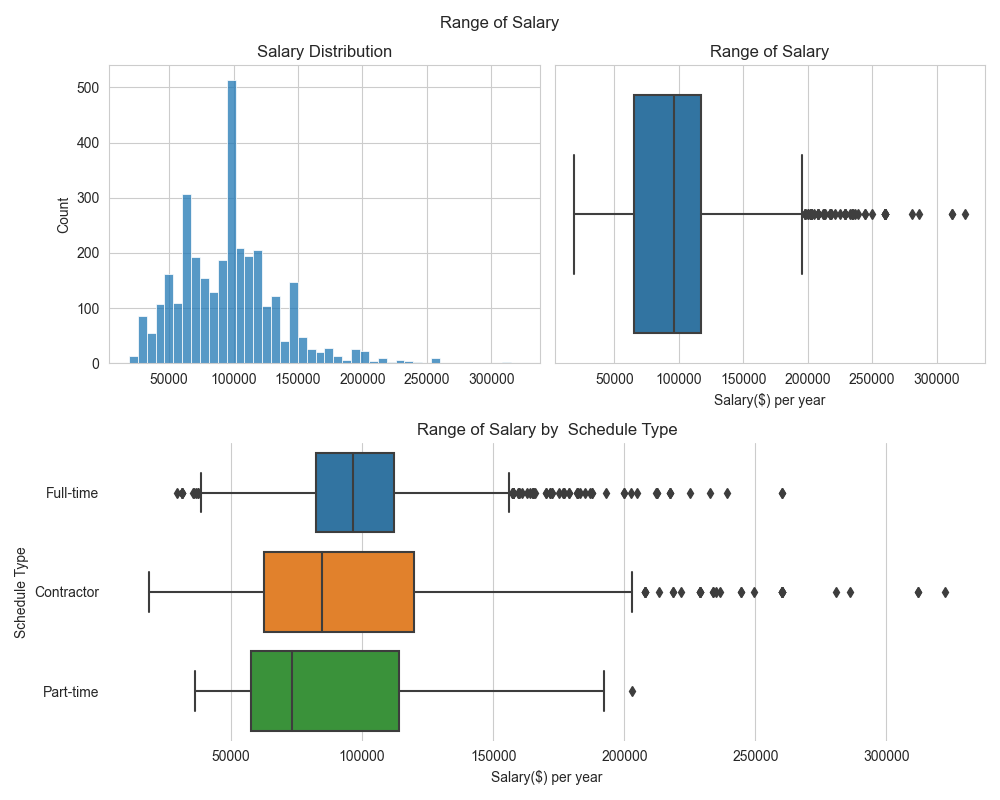 Range of Salary
Salary Distribution
Range of Salary
500
400
300
200
100
0
Count
50000 100000 150000 200000 250000 300000
50000 100000 150000 200000 250000 300000
Salary($) per year
Range of Salary by  Schedule Type
Schedule Type
Full-time
Contractor
Part-time
50000 100000 150000 200000 250000 300000
Salary($) per year